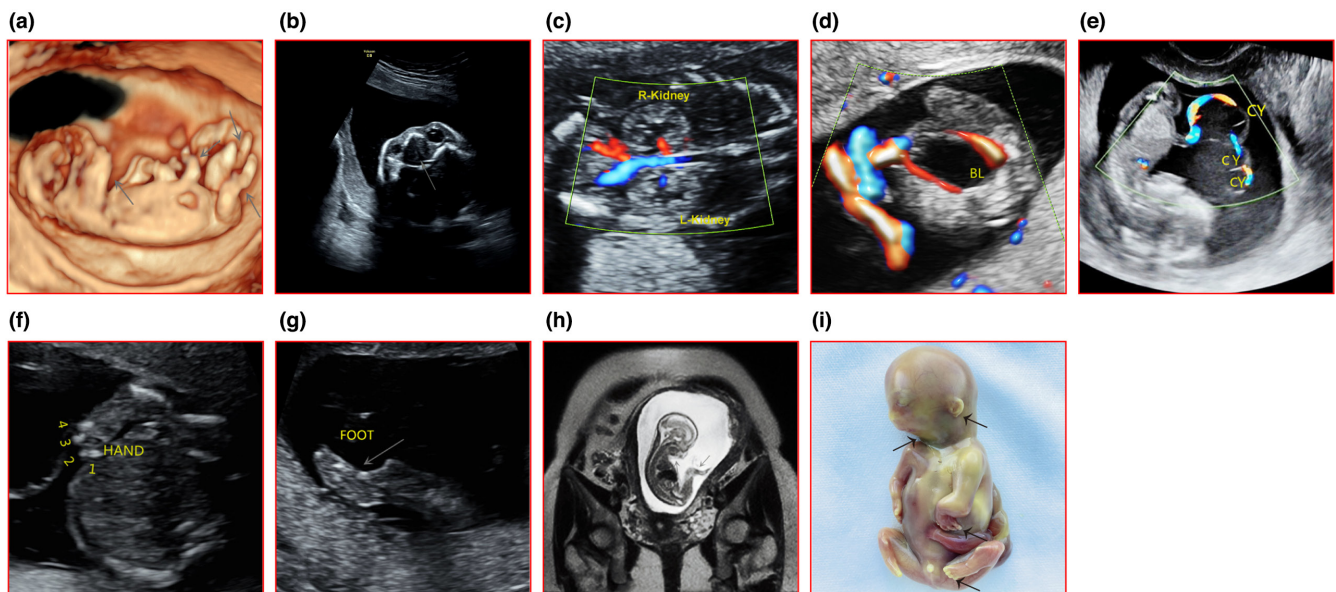 (a)
(b)
(c)
(d)
(e)
R-Kidney
L-Kidney
BL
CY
CY
CY
(f)
(g)
(h)
(i)
4
3
2
1
HAND
FOOT